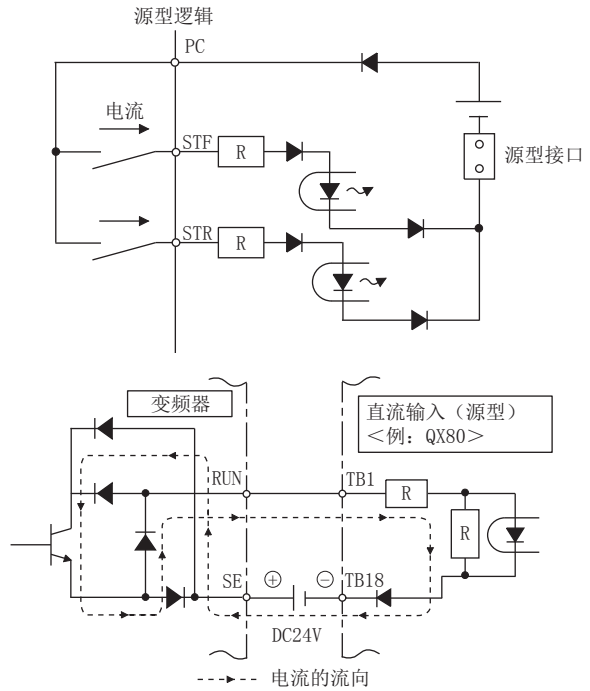 源型逻辑
PC
电流
STF
R
源型接口
STR
R
变频器
直流输入（源型）
＜例：QX80＞
RUN
TB1
R
R
SE
⊕
⊖
TB18
DC24V
电流的流向